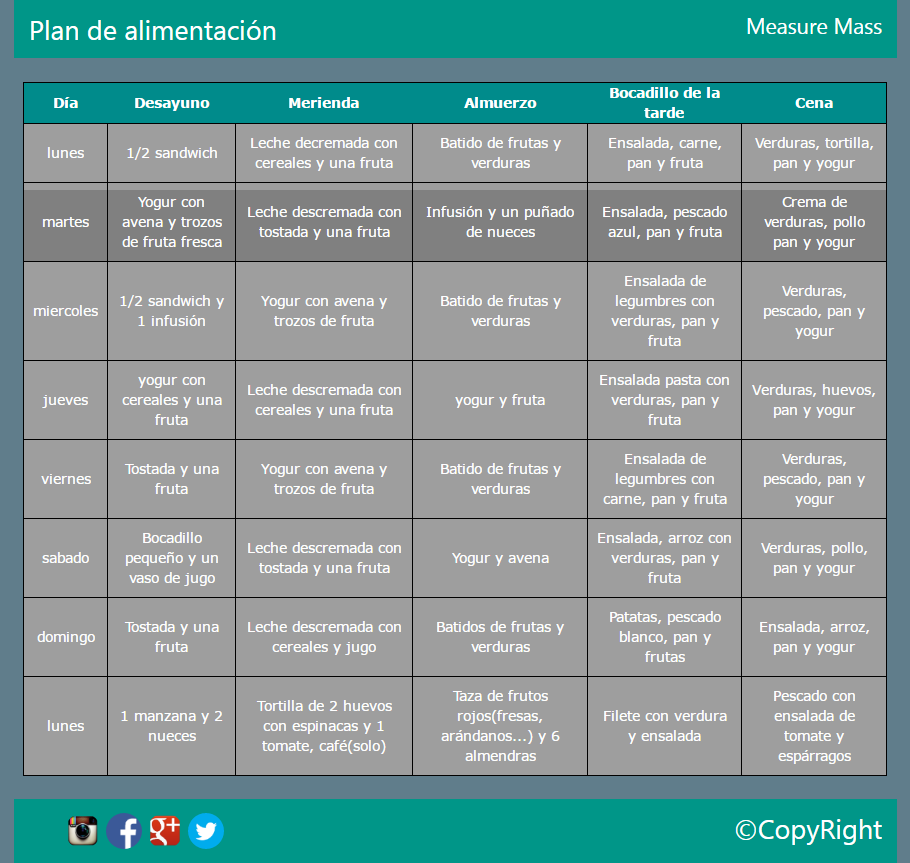 Plan de alimentación
Measure Mass
Día
Desayuno
Merienda
Almuerzo
Bocadillo de la
tarde
Cena
lunes
1/2 sandwich
Leche decremada con
cereales y una fruta
Batido de frutas y
verduras
Ensalada, carne,
pan y fruta
Verduras, tortilla,
pan y yogur
martes
Yogur con
avena y trozos
de fruta fresca
Leche descremada con
tostada y una fruta
Infusión y un puñado
de nueces
Ensalada, pescado
azul, pan y fruta
Crema de
verduras, pollo
pan y yogur
miercoles
1/2 sandwich y
1 infusión
Yogur con avena y
trozos de fruta
Batido de frutas y
verduras
Ensalada de
legumbres con
verduras, pan y
fruta
Verduras,
pescado, pan y
yogur
jueves
yogur con
cereales y una
fruta
Leche descremada con
cereales y una fruta
yogur y fruta
Ensalada pasta con
verduras, pan y
fruta
Verduras, huevos,
pan y yogur
viernes
Tostada y una
fruta
Yogur con avena y
trozos de fruta
Batido de frutas y
verduras
Ensalada de
legumbres con
carne, pan y fruta
Verduras,
pescado, pan y
yogur
sabado
Bocadillo
pequeño y un
vaso de jugo
Leche descremada con
tostada y una fruta
Yogur y avena
Ensalada, arroz con
verduras, pan y
fruta
Verduras, pollo,
pan y yogur
domingo
Tostada y una
fruta
Leche descremada con
cereales y jugo
Batidos de frutas y
verduras
Patatas, pescado
blanco, pan y
frutas
Ensalada, arroz,
pan y yogur
lunes
1 manzana y 2
nueces
Tortilla de 2 huevos
con espinacas y 1
tomate, café(solo)
Taza de frutos
rojos(fresas,
arándanos...) y 6
almendras
Filete con verdura
y ensalada
Pescado con
ensalada de
tomate y
espárragos
©CopyRight